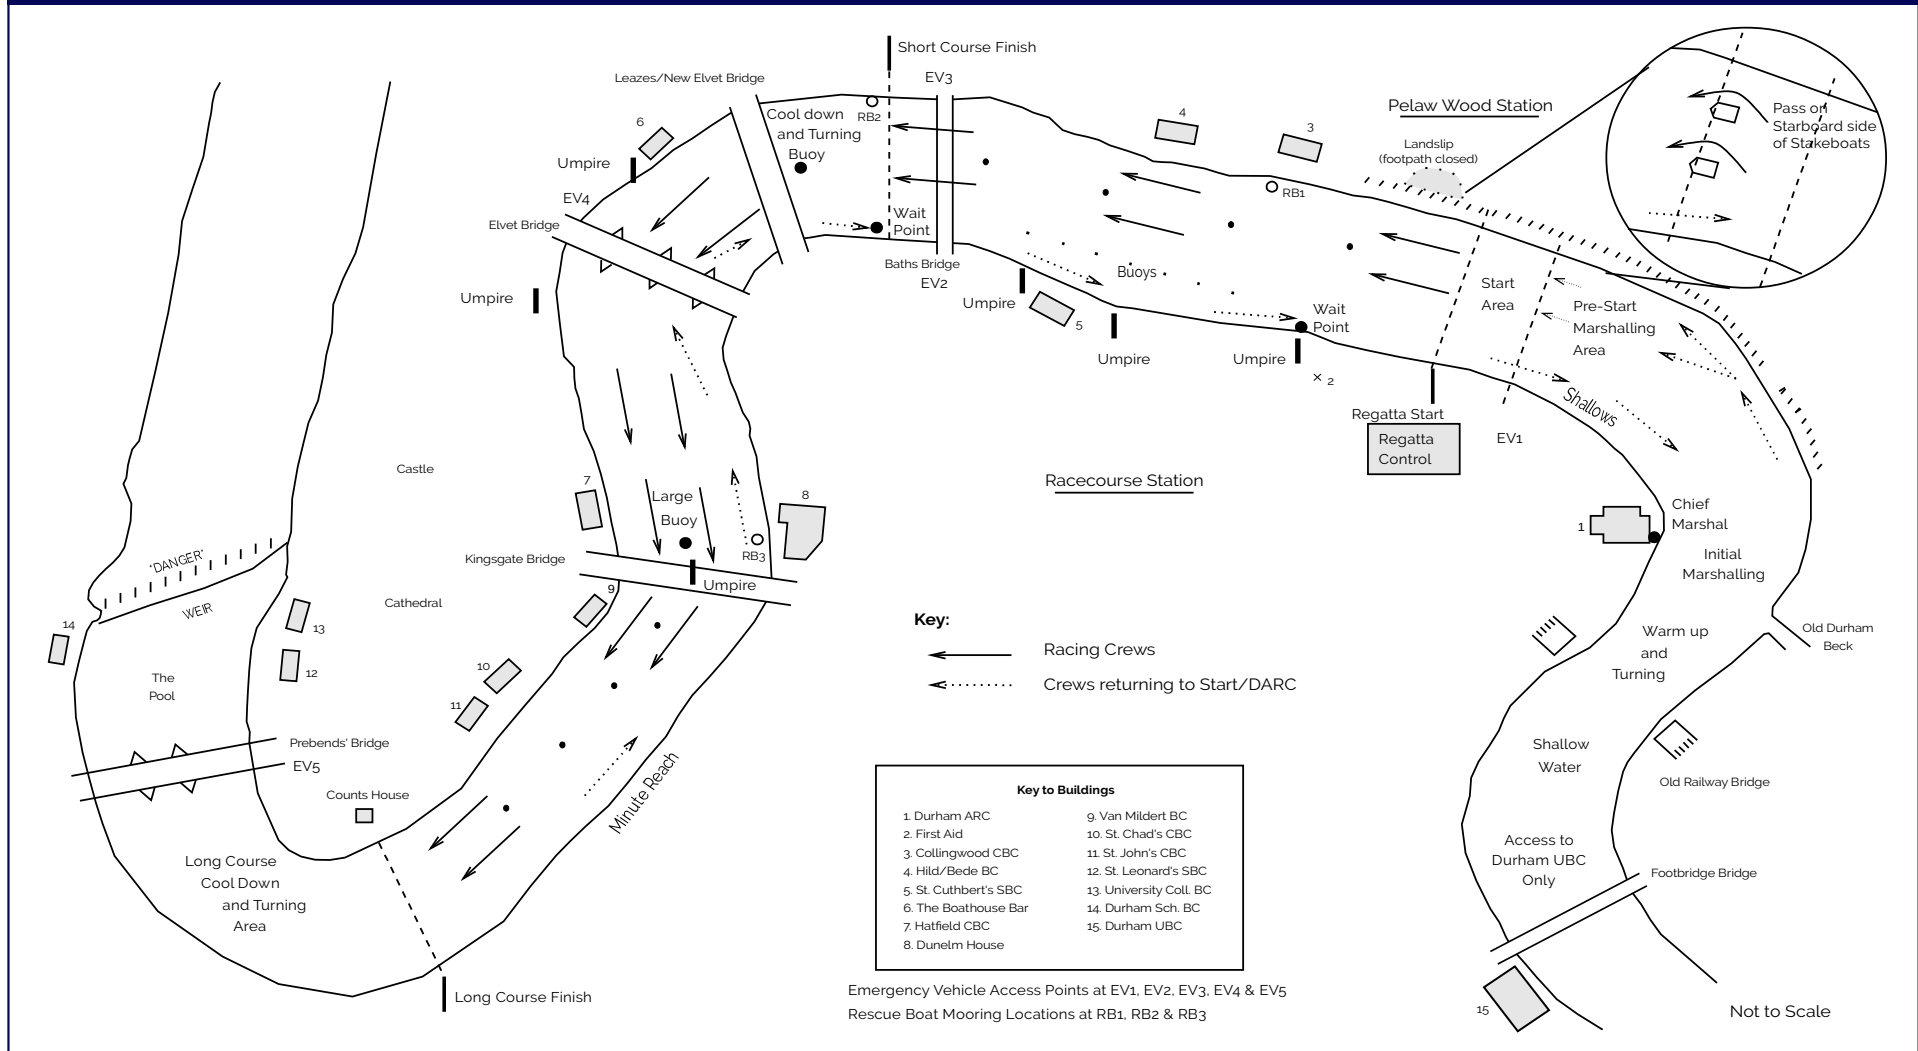 Short Course Finish
Leazes/New Elvet Bridge
EV3
Pelaw Wood Station
Cool down
and Turning
Buoy
RB2
Pass on
Starboard side
of Stakeboats
6
4
3
Landslip
(footpath closed)
Umpire
RB1
EV4
Elvet Bridge
Wait
Point
Baths Bridge
EV2
Buoys
Umpire
Umpire
5
Wait
Point
Start
Area
Pre-Start
Marshalling
Area
Umpire
Umpire
× 2
Shallows
Regatta Start
Regatta
Control
EV1
Castle
Racecourse Station
7
Large
Buoy
8
1
Chief
Marshal
Initial
Marshalling
"DANGER"
WEIR
Kingsgate Bridge
RB3
Umpire
Cathedral
9
14
13
12
Key:
Racing Crews
Crews returning to Start/DARC
Warm up
and
Turning
Old Durham
Beck
The
Pool
10
11
Prebends' Bridge
EV5
Counts House
Minute Reach
Shallow
Water
Old Railway Bridge
Long Course
Cool Down
and Turning
Area
Access to
Durham UBC
Only
Footbridge Bridge
Long Course Finish
Key to Buildings
1. Durham ARC
2. First Aid
3. Collingwood CBC
4. Hild/Bede BC
5. St. Cuthbert's SBC
6. The Boathouse Bar
7. Hatfield CBC
8. Dunelm House
9. Van Mildert BC
10. St. Chad's CBC
11. St. John's CBC
12. St. Leonard's SBC
13. University Coll. BC
14. Durham Sch. BC
15. Durham UBC
Emergency Vehicle Access Points at EV1, EV2, EV3, EV4 & EV5
Rescue Boat Mooring Locations at RB1, RB2 & RB3
15
Not to Scale